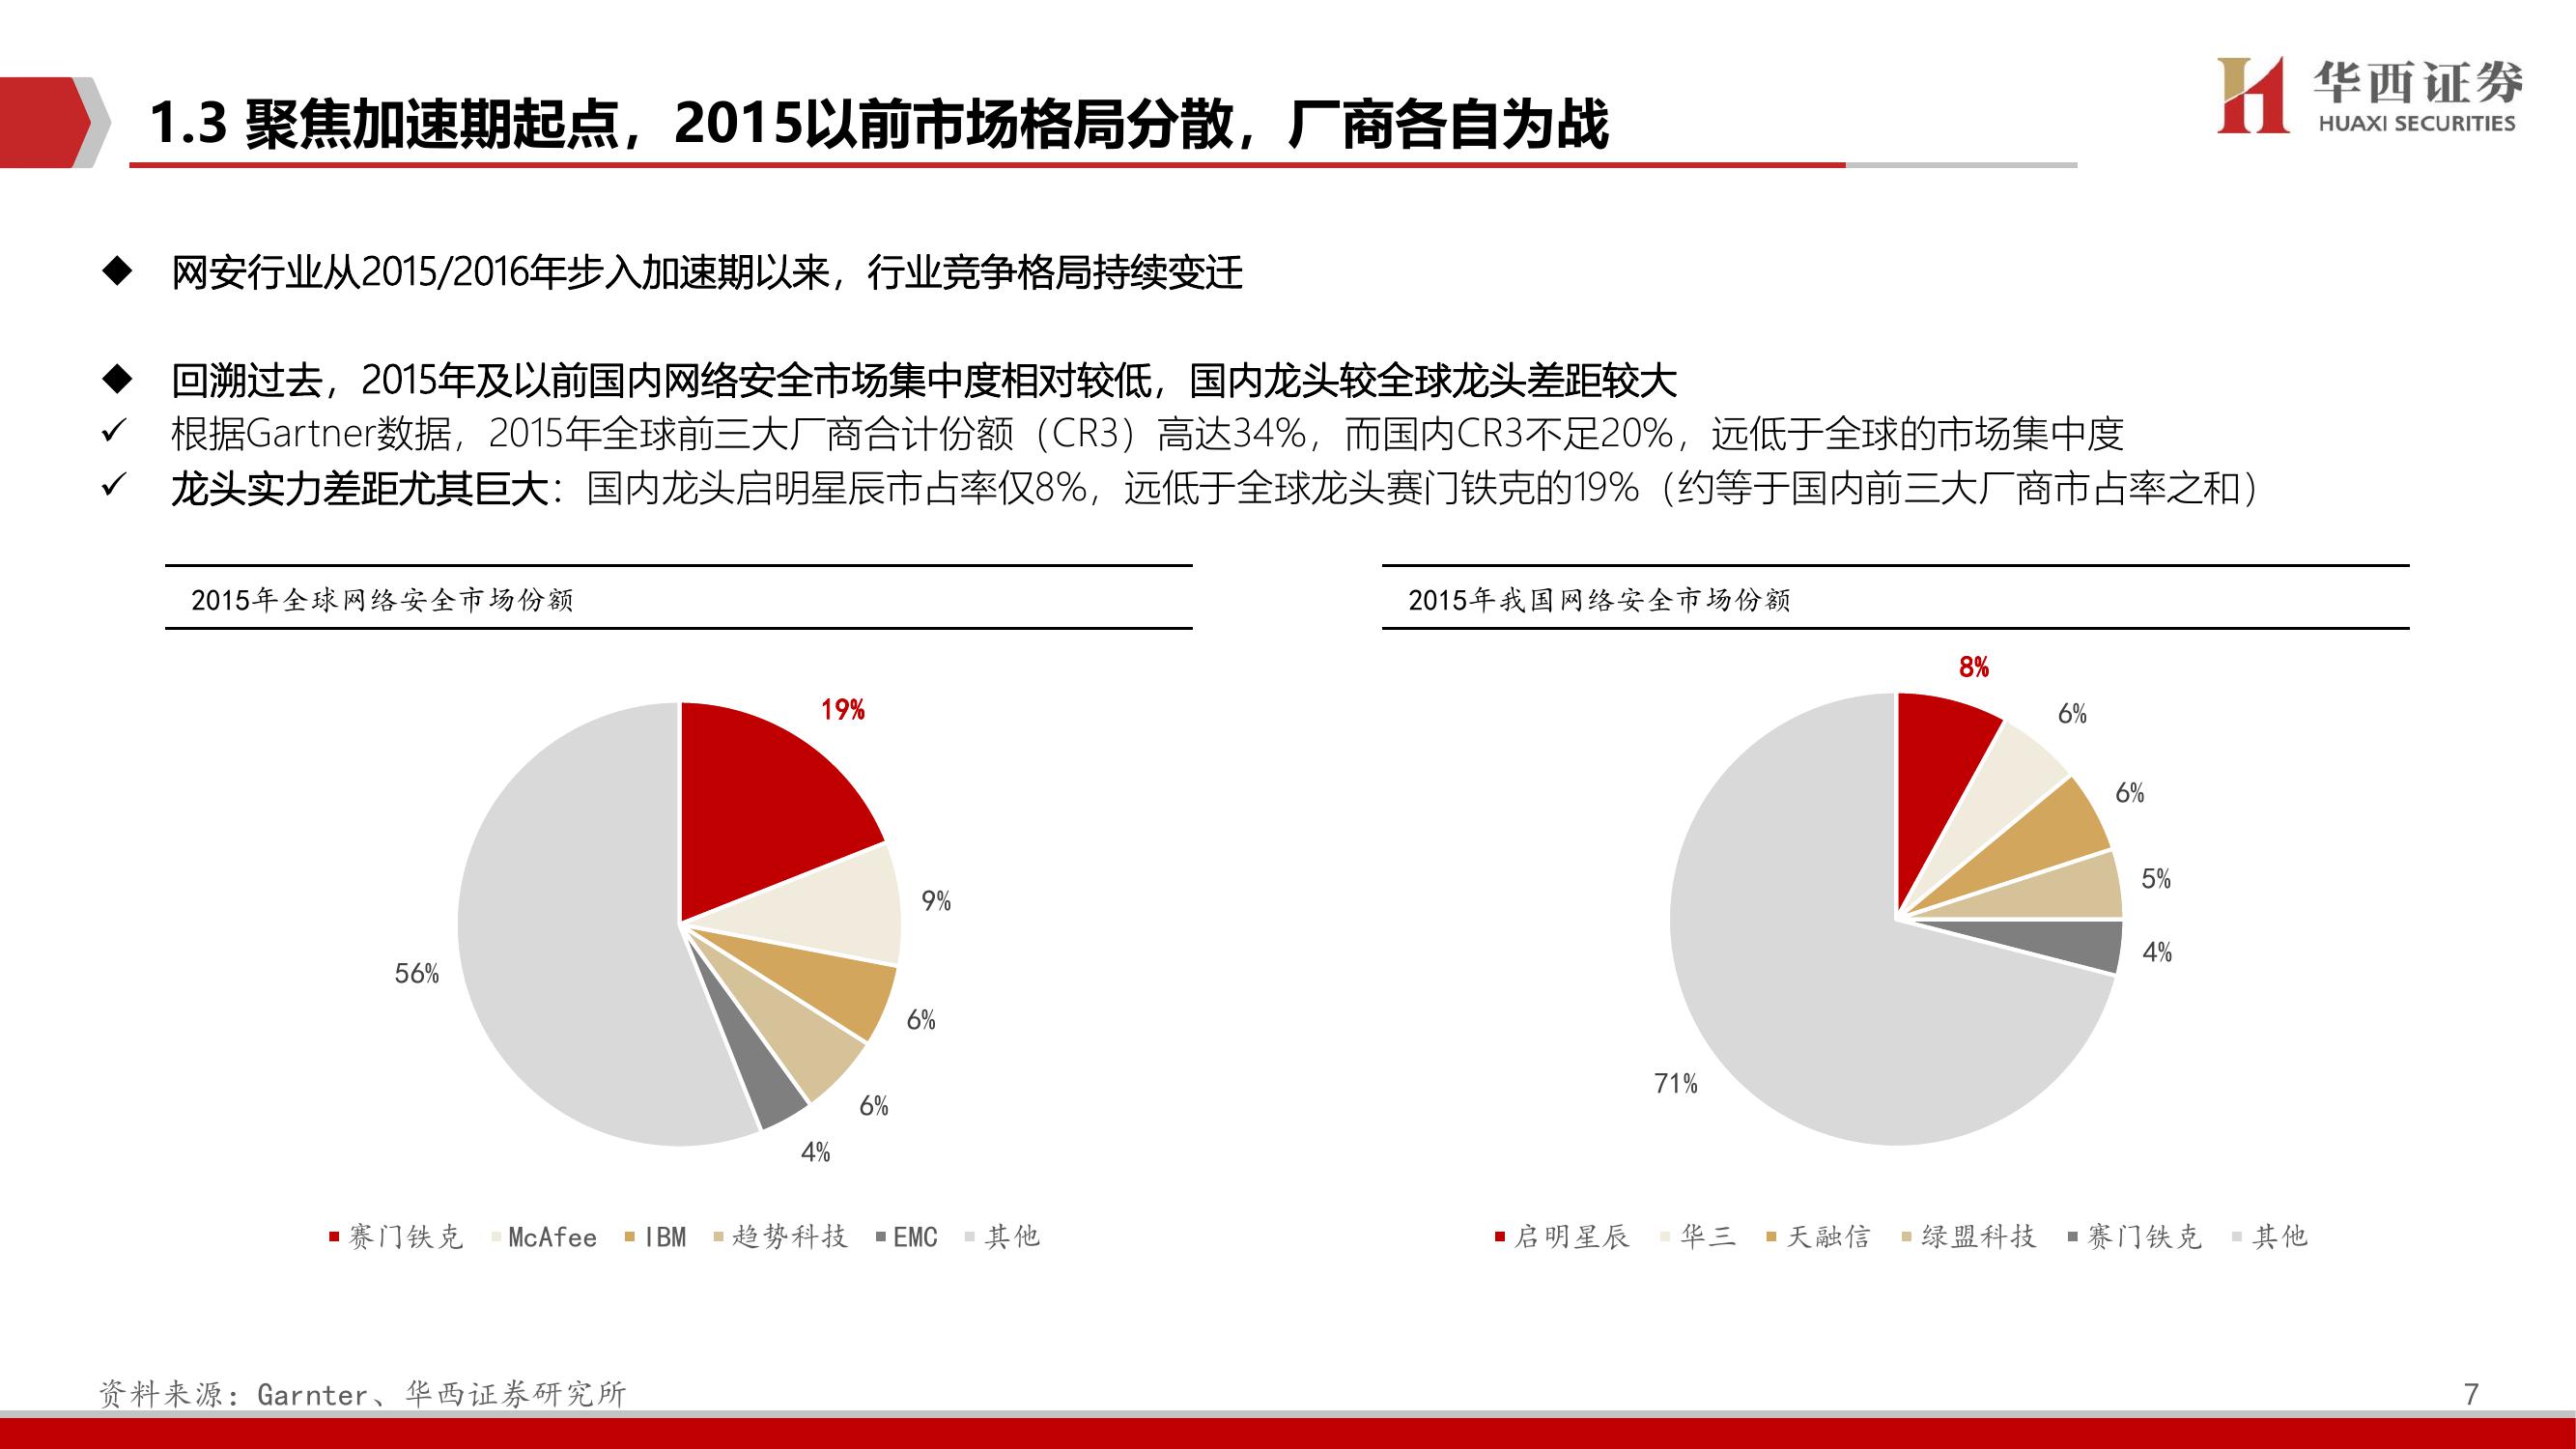 1.3 聚焦加速期起点，2015以前市场格局分散，厂商各自为战
华西证券
HUAXI SECURITIES
◆ 网安行业从2015/2016年步入加速期以来，行业竞争格局持续变迁
◆ 回溯过去，2015年及以前国内网络安全市场集中度相对较低，国内龙头较全球龙头差距较大
✓ 根据Gartner数据，2015年全球前三大厂商合计份额（CR3）高达34%，而国内CR3不足20%，远低于全球的市场集中度
✓ 龙头实力差距尤其巨大：国内龙头启明星辰市占率仅8%，远低于全球龙头赛门铁克的19%（约等于国内前三大厂商市占率之和）
2015年全球网络安全市场份额
19%
9%
6%
6%
4%
56%
赛门铁克 McAfee IBM 趋势科技 EMC 其他
2015年我国网络安全市场份额
8%
6%
6%
5%
4%
71%
启明星辰 华三 天融信 绿盟科技 赛门铁克 其他
资料来源：Garnter、华西证券研究所
7